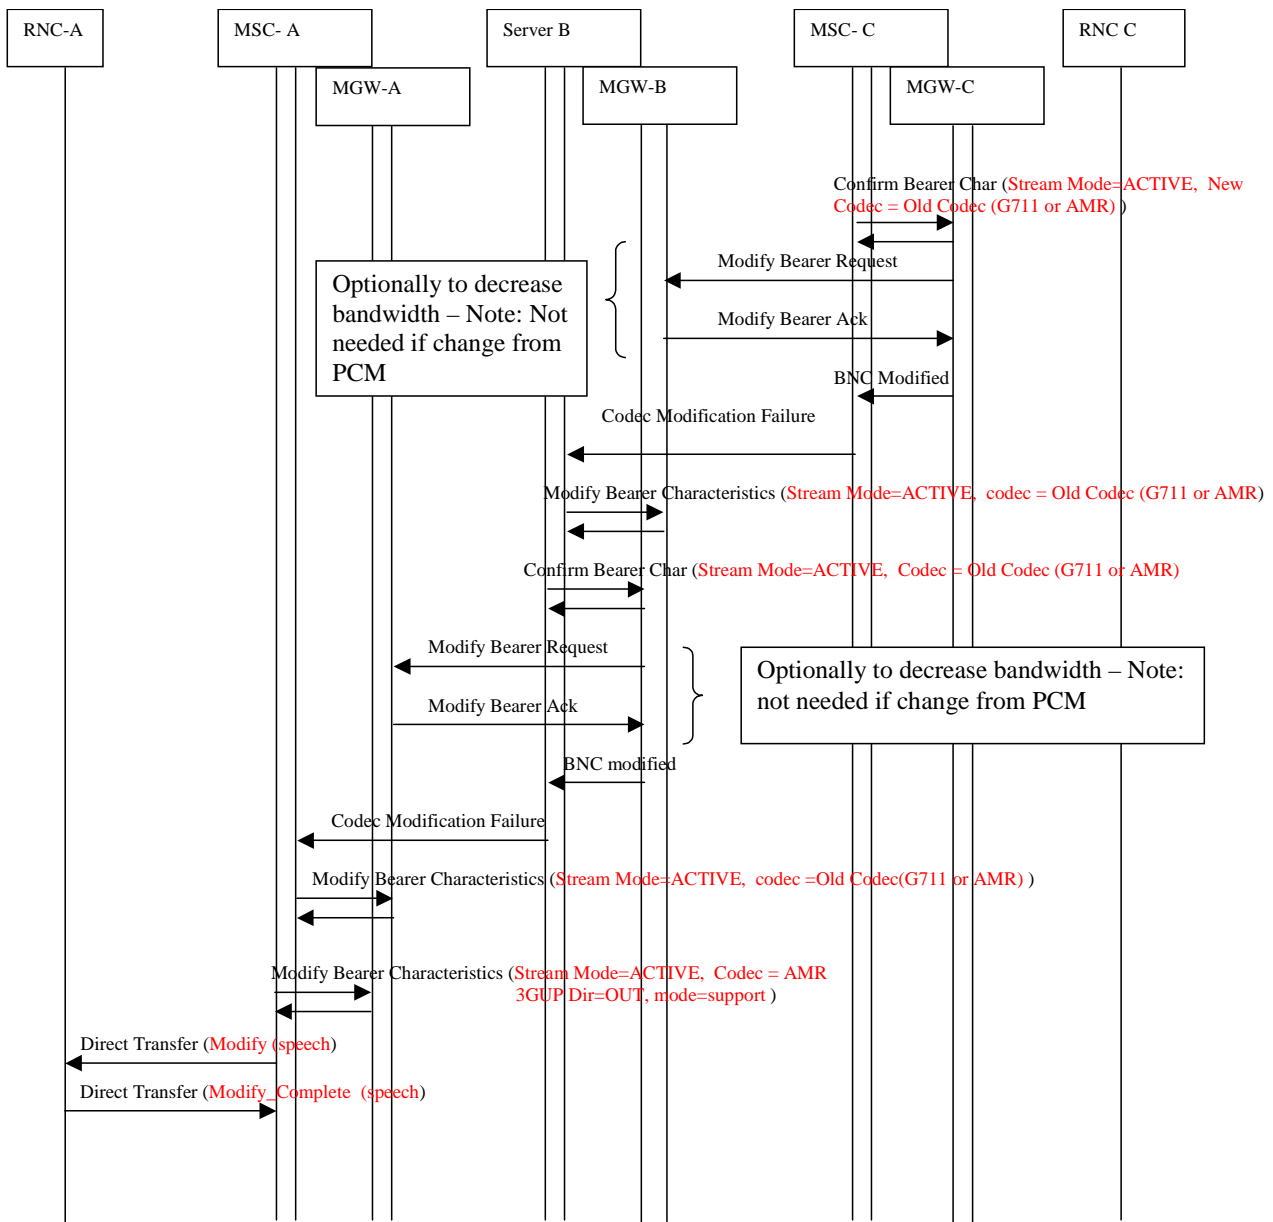 RNC-A
MSC- A
Server B
MSC- C
RNC C
MGW-A
MGW-B
MGW-C
Confirm Bearer Char (Stream Mode=ACTIVE,  New
Codec = Old Codec (G711 or AMR) )
Modify Bearer Request
Optionally to decrease
bandwidth – Note: Not
needed if change from
PCM
Modify Bearer Ack
BNC Modified
Codec Modification Failure
Modify Bearer Characteristics (Stream Mode=ACTIVE,  codec = Old Codec (G711 or AMR)
Confirm Bearer Char (Stream Mode=ACTIVE,  Codec = Old Codec (G711 or AMR)
Modify Bearer Request
Optionally to decrease bandwidth – Note:
not needed if change from PCM
Modify Bearer Ack
BNC modified
Codec Modification Failure
Modify Bearer Characteristics (Stream Mode=ACTIVE,  codec =Old Codec(G711 or AMR) )
Modify Bearer Characteristics (Stream Mode=ACTIVE,  Codec = AMR
3GUP Dir=OUT, mode=support )
Direct Transfer (Modify (speech)
Direct Transfer (Modify_Complete  (speech)